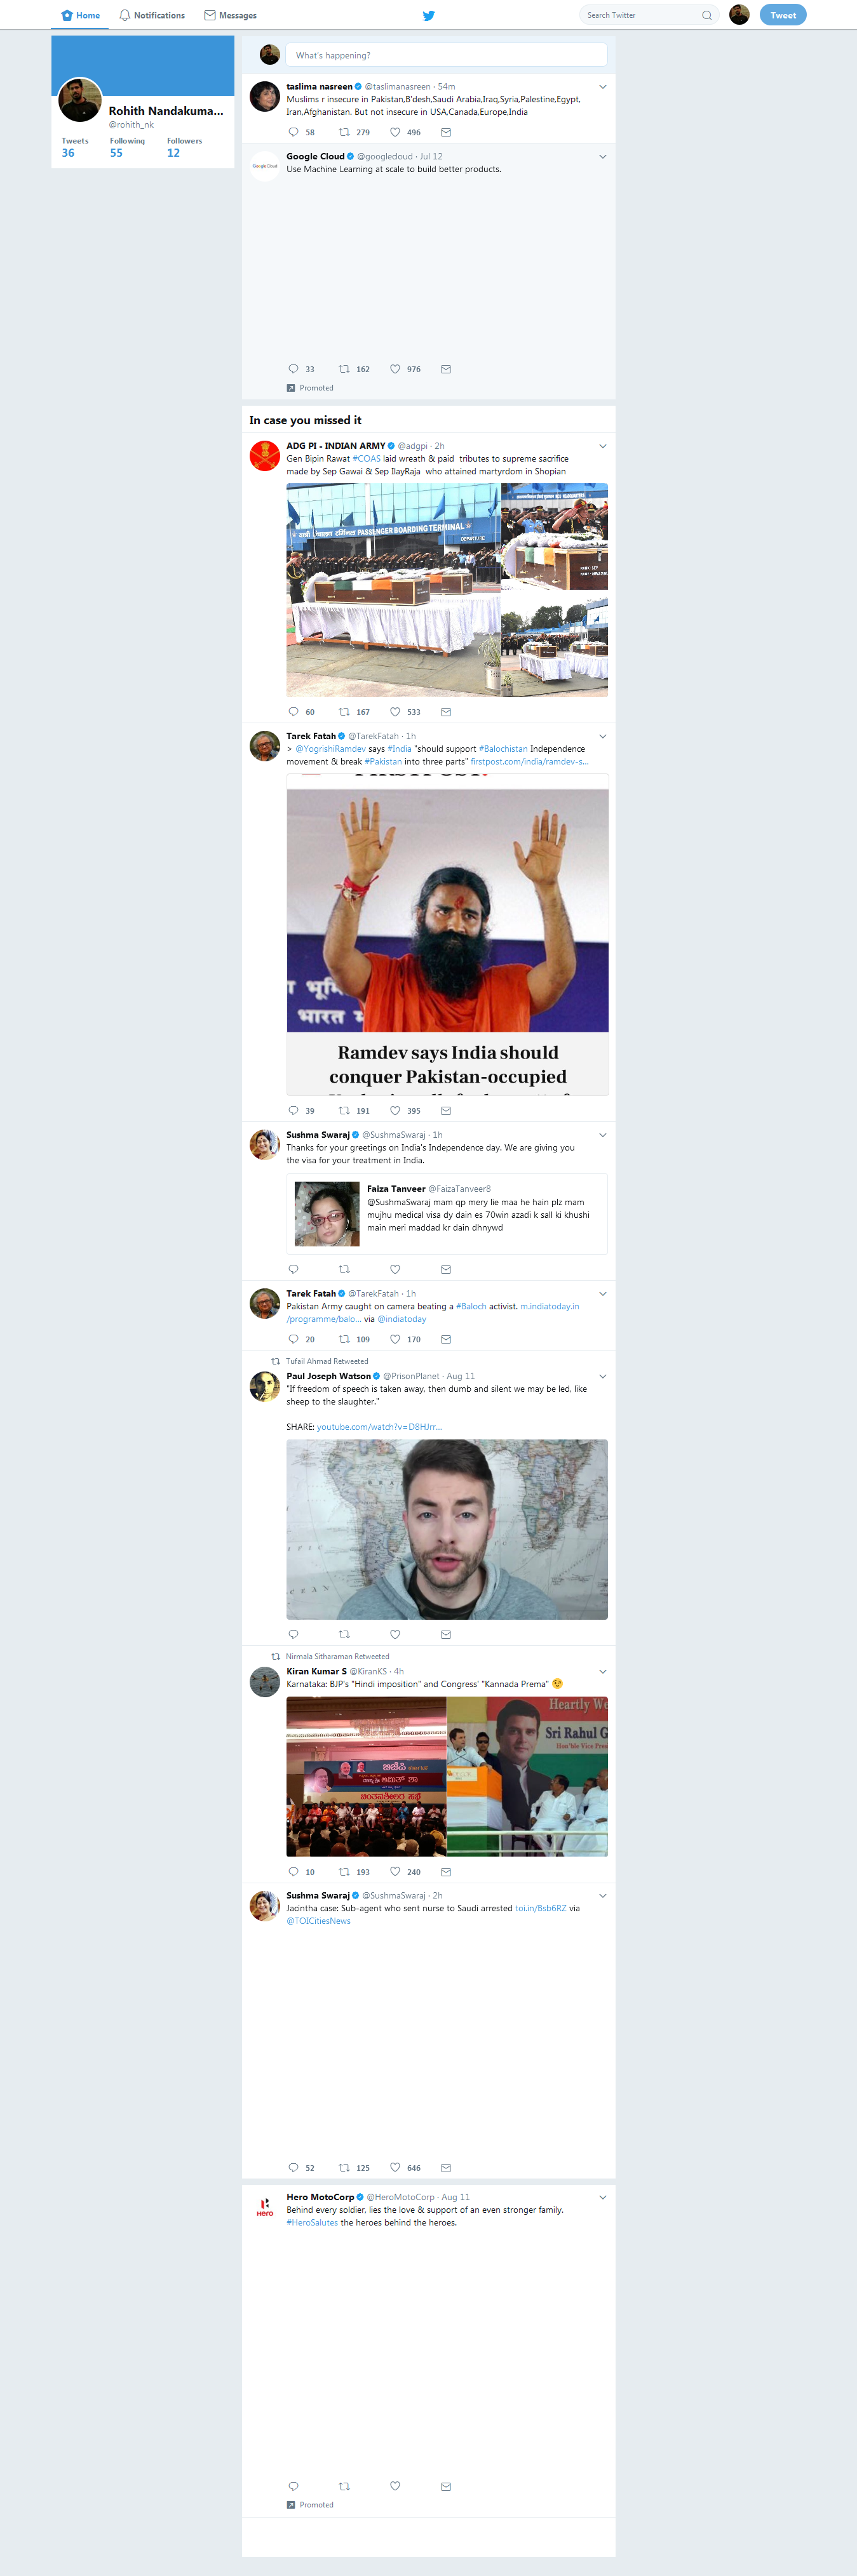 Home Notifications Messages
Search Twitter
Tweet
Rohith Nandakuma...
@rohith_nk
Tweets Following Followers
36 55 12
What's happening?
taslima nasreen @taslimanasreen · 54m
Muslims r insecure in Pakistan,B'desh,Saudi Arabia,Iraq,Syria,Palestine,Egypt,
Iran,Afghanistan. But not insecure in USA,Canada,Europe,India
58 279 496
Google Cloud @googlecloud · Jul 12
Google Cloud
Use Machine Learning at scale to build better products.
33 162 976
Promoted
In case you missed it
ADG PI - INDIAN ARMY @adgpi · 2h
Gen Bipin Rawat #COAS laid wreath & paid tributes to supreme sacrifice
made by Sep Gawai & Sep IlayRaja who attained martyrdom in Shopian
PASSENGER BOARDING TERMINAL
DEPARTURE
60 167 533
Tarek Fatah @TarekFatah · 1h
> @YogrishiRamdev says #India "should support #Balochistan Independence
movement & break #Pakistan into three parts" firstpost.com/india/ramdev-s...
भूमि
भारत
Ramdev says India should
conquer Pakistan-occupied
39 191 395
Sushma Swaraj @SushmaSwaraj · 1h
Thanks for your greetings on India's Independence day. We are giving you
the visa for your treatment in India.
Faiza Tanveer @FaizaTanveer8
@SushmaSwaraj mam qp mery lie maa he hain plz mam
mujhu medical visa dy dain es 70win azadi k sall ki khushi
main meri maddad kr dain dhnywd
Tarek Fatah @TarekFatah · 1h
Pakistan Army caught on camera beating a #Baloch activist. m.indiatoday.in
/programme/balo... via @indiatoday
20 109 170
Tufail Ahmad Retweeted
Paul Joseph Watson @PrisonPlanet · Aug 11
"If freedom of speech is taken away, then dumb and silent we may be led, like
sheep to the slaughter."
SHARE: youtube.com/watch?v=D8HJrr...
Nirmala Sitharaman Retweeted
Kiran Kumar S @KiranKS · 4h
Karnataka: BJP's "Hindi imposition" and Congress' "Kannada Prema"
Heartly We
Sri Rahul G
Hon'ble Vice Pres
10 193 240
Sushma Swaraj @SushmaSwaraj · 2h
Jacintha case: Sub-agent who sent nurse to Saudi arrested toi.in/Bsb6RZ via
@TOICitiesNews
52 125 646
Hero MotoCorp @HeroMotoCorp · Aug 11
Hero
Behind every soldier, lies the love & support of an even stronger family.
#HeroSalutes the heroes behind the heroes.
Promoted